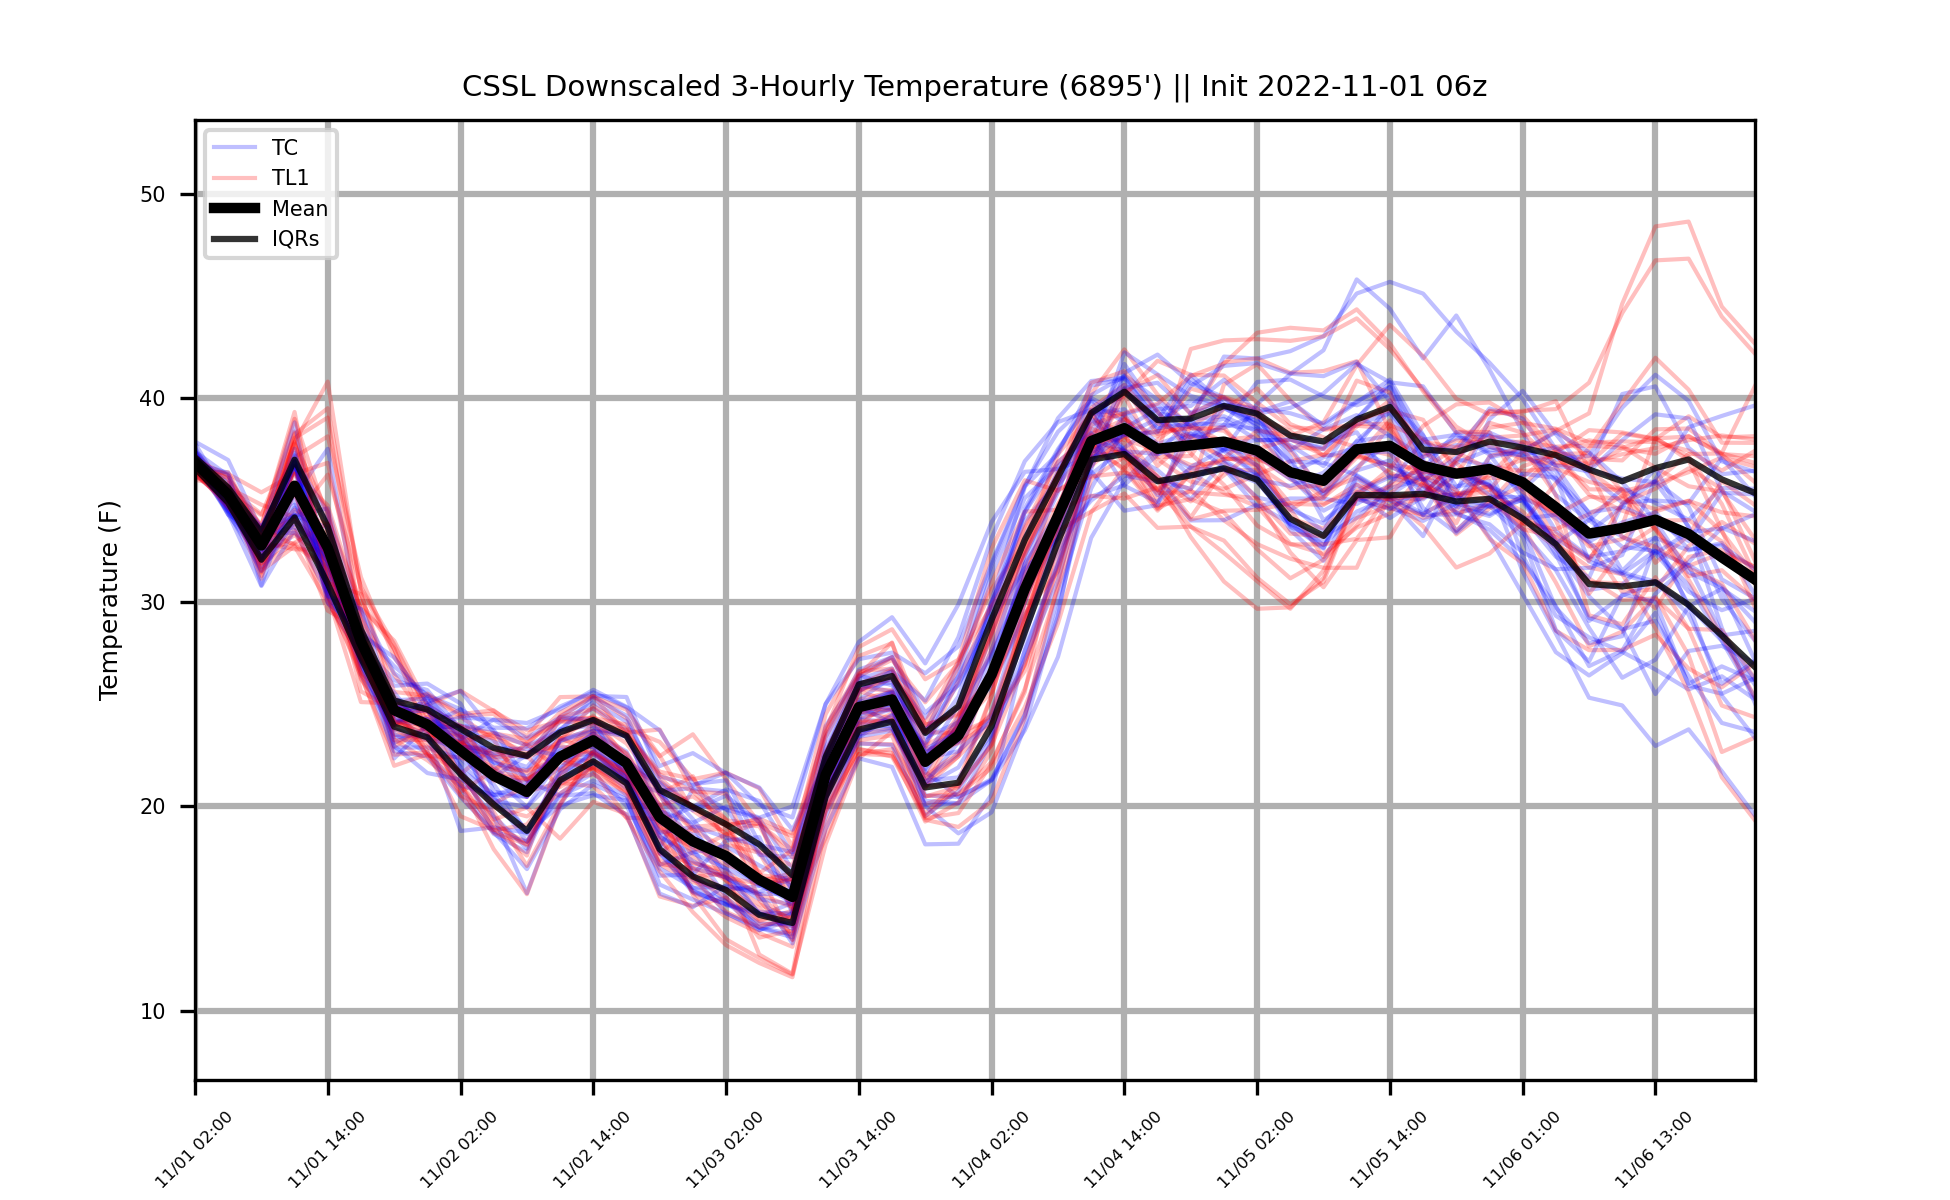 CSSL Downscaled 3-Hourly Temperature (6895') || Init 2022-11-01 06z
TC
TL1
Mean
IQRs
Temperature (F)
50
40
30
20
10
11/01 02:00
11/01 14:00
11/02 02:00
11/02 14:00
11/03 02:00
11/03 14:00
11/04 02:00
11/04 14:00
11/05 02:00
11/05 14:00
11/06 01:00
11/06 13:00